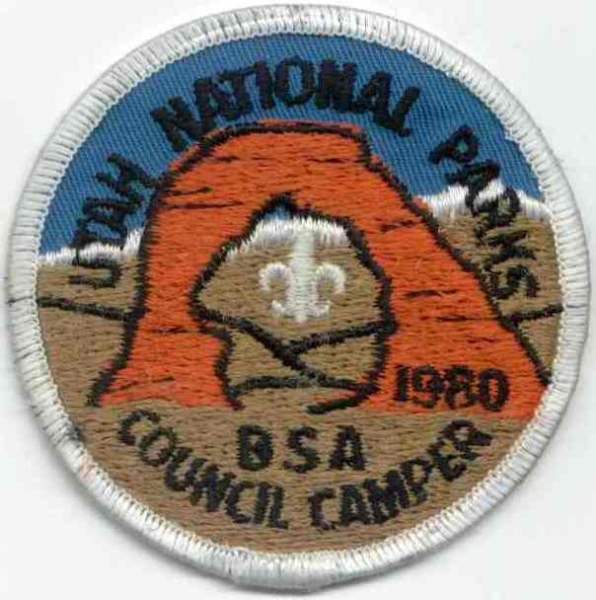 UTAH NATIONAL PARKS
1980
BSA
COUNCIL CAMPER